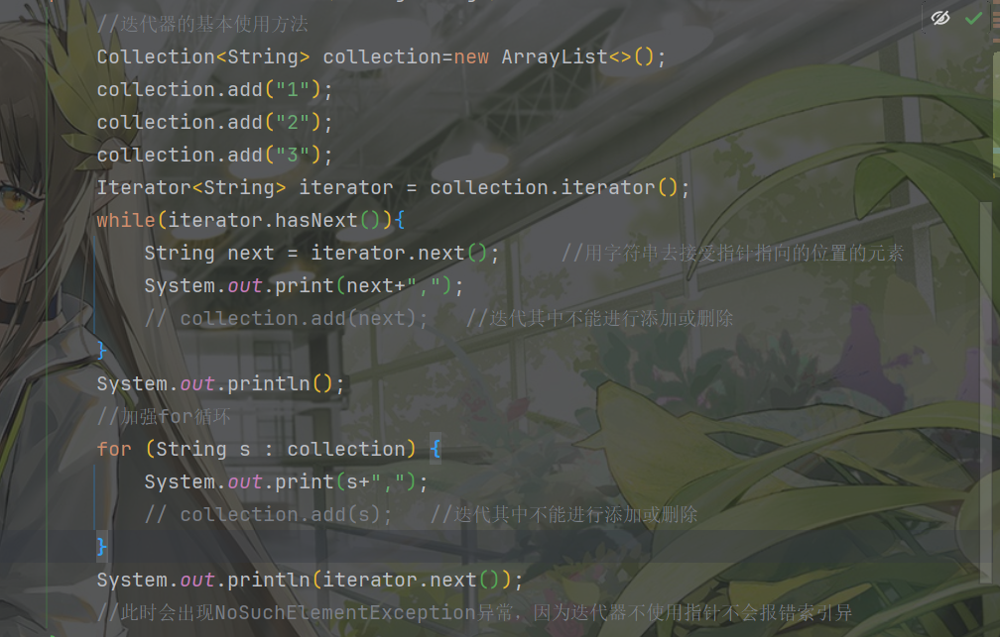 //迭代器的基本使用方法
Collection<String> collection=new ArrayList<>();
collection.add("1");
collection.add("2");
collection.add("3");
Iterator<String> iterator = collection.iterator();
while(iterator.hasNext()){
String next = iterator.next();     //用字符串去接受指针指向的位置的元素
System.out.print(next+",");
// collection.add(next);   //迭代其中不能进行添加或删除
}
System.out.println();
//加强for循环
for (String s : collection) {
System.out.print(s+",");
// collection.add(s);   //迭代其中不能进行添加或删除
}
System.out.println(iterator.next());
//此时会出现NoSuchElementException异常，因为迭代器不使用指针不会报错索引异